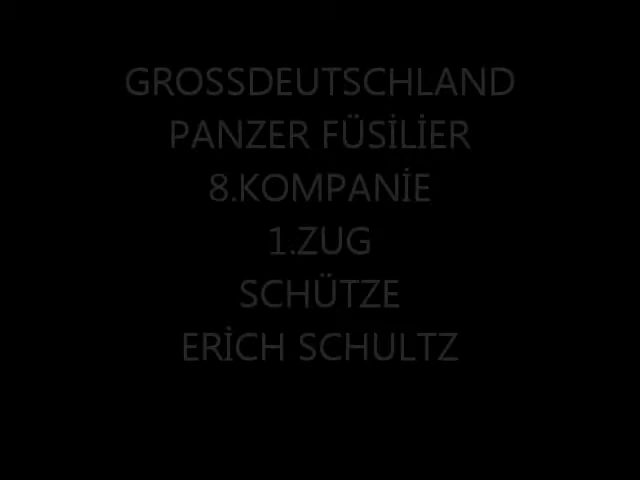 GROSSDEUTSCHLAND
PANZER FÜSİLİER
8.KOMPANİE
1.ZUG
SCHÜTZE
ERİCH SCHULTZ